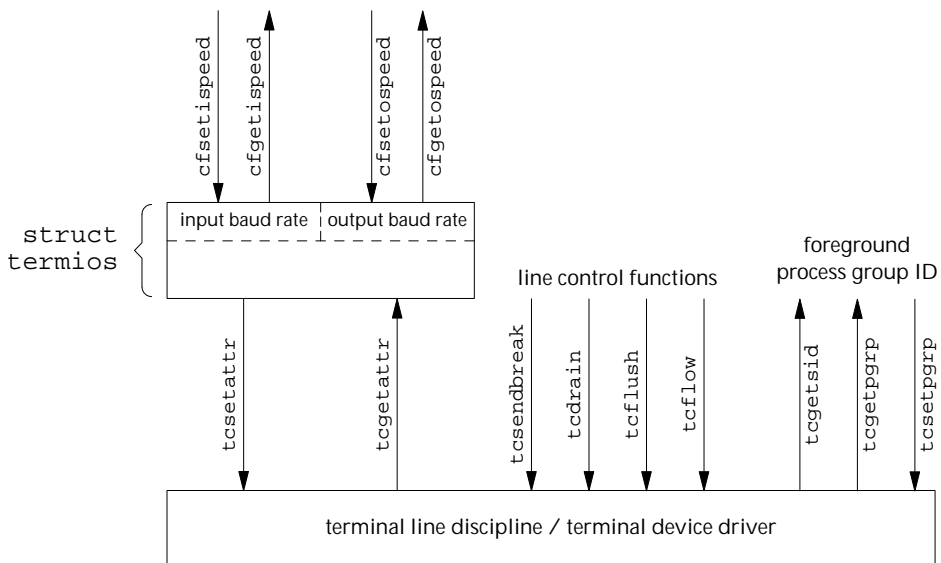 cfsetispeed
cfgetispeed
cfsetospeed
cfgetospeed
input baud rate
output baud rate
struct
termios
line control functions
foreground
process group ID
tcsetattr
tcgetattr
tcsendbreak
tcdrain
tcflush
tcflow
tcgetsid
tcgetpgrp
tcsetpgrp
terminal line discipline / terminal device driver